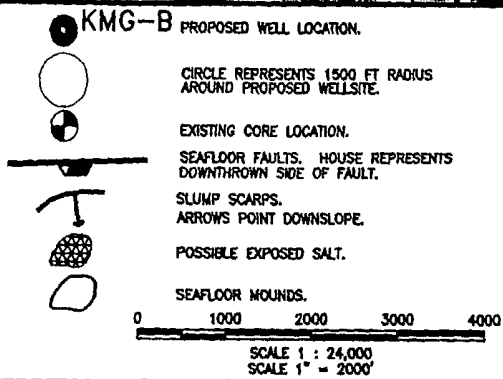 KMG-B PROPOSED WELL LOCATION.
CIRCLE REPRESENTS 1500 FT RADIUS
AROUND PROPOSED WELLSITE.
EXISTING CORE LOCATION.
SEAFLOOR FAULTS. HOUSE REPRESENTS
DOWNTHROWN SIDE OF FAULT.
SLUMP SCARPS.
ARROWS POINT DOWNSLOPE.
POSSIBLE EXPOSED SALT.
SEAFLOOR MOUNDS.
0 1000 2000 3000 4000
SCALE 1 : 24,000
SCALE 1" = 2000'